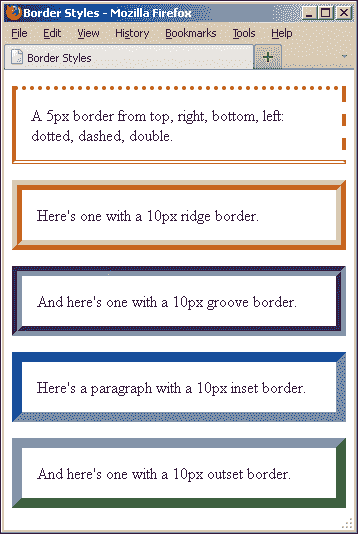 Border Styles - Mozilla Firefox
File Edit View History Bookmarks Tools Help
Border Styles
A 5px border from top, right, bottom, left:
dotted, dashed, double.
Here's one with a 10px ridge border.
And here's one with a 10px groove border.
Here's a paragraph with a 10px inset border.
And here's one with a 10px outset border.